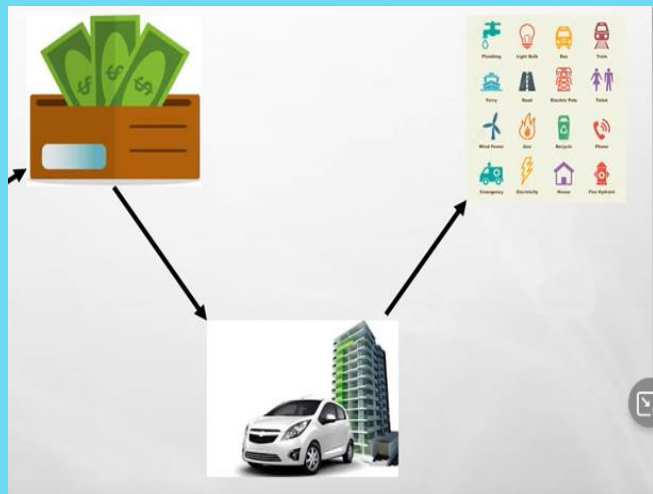 Plumbing Light Bulb Bus Train
Ferry Road Electric Pole Toilet
Wind Power Gas Recycle Phone
Emergency Electricity House Fire Hydrant